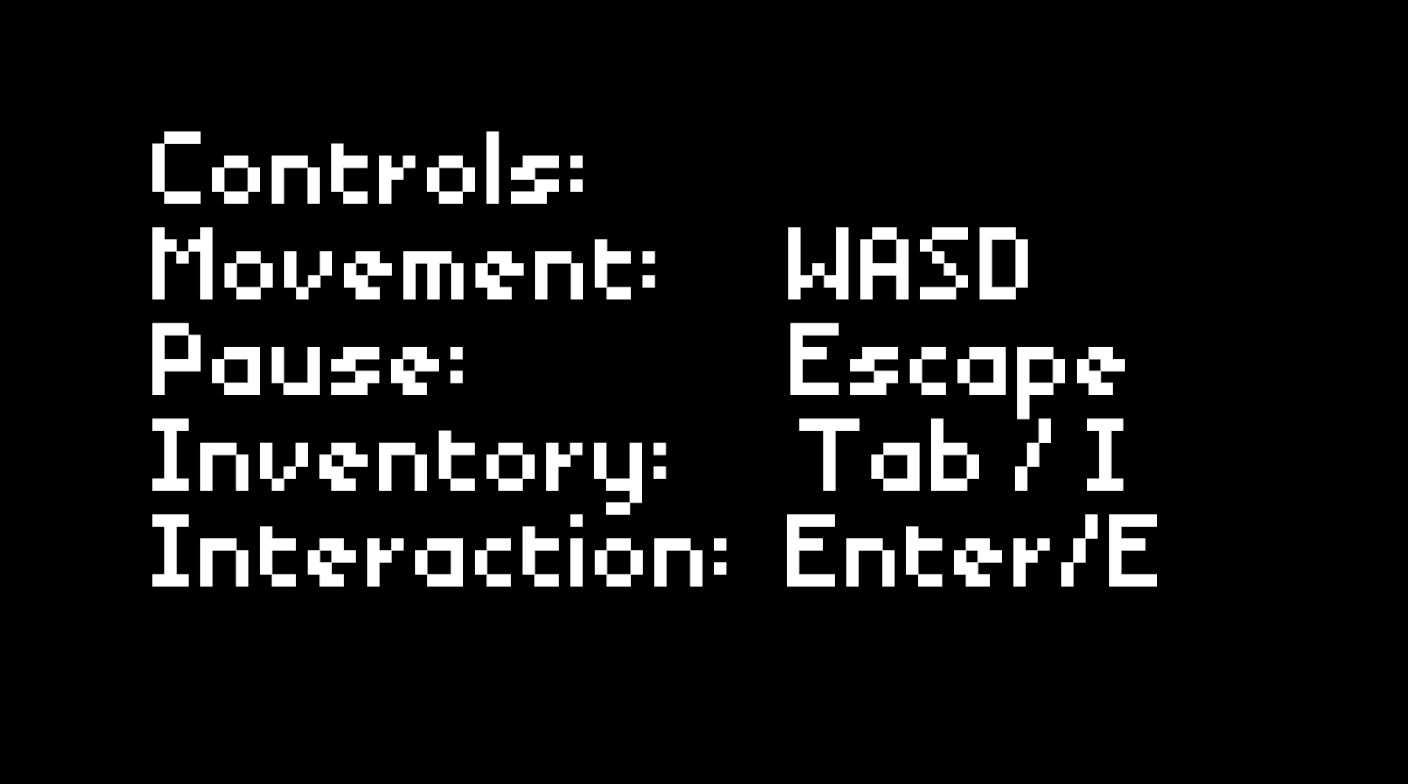 Controls:
Movement: WASD
Pause: Escape
Inventory: Tab / I
Interaction: Enter/E